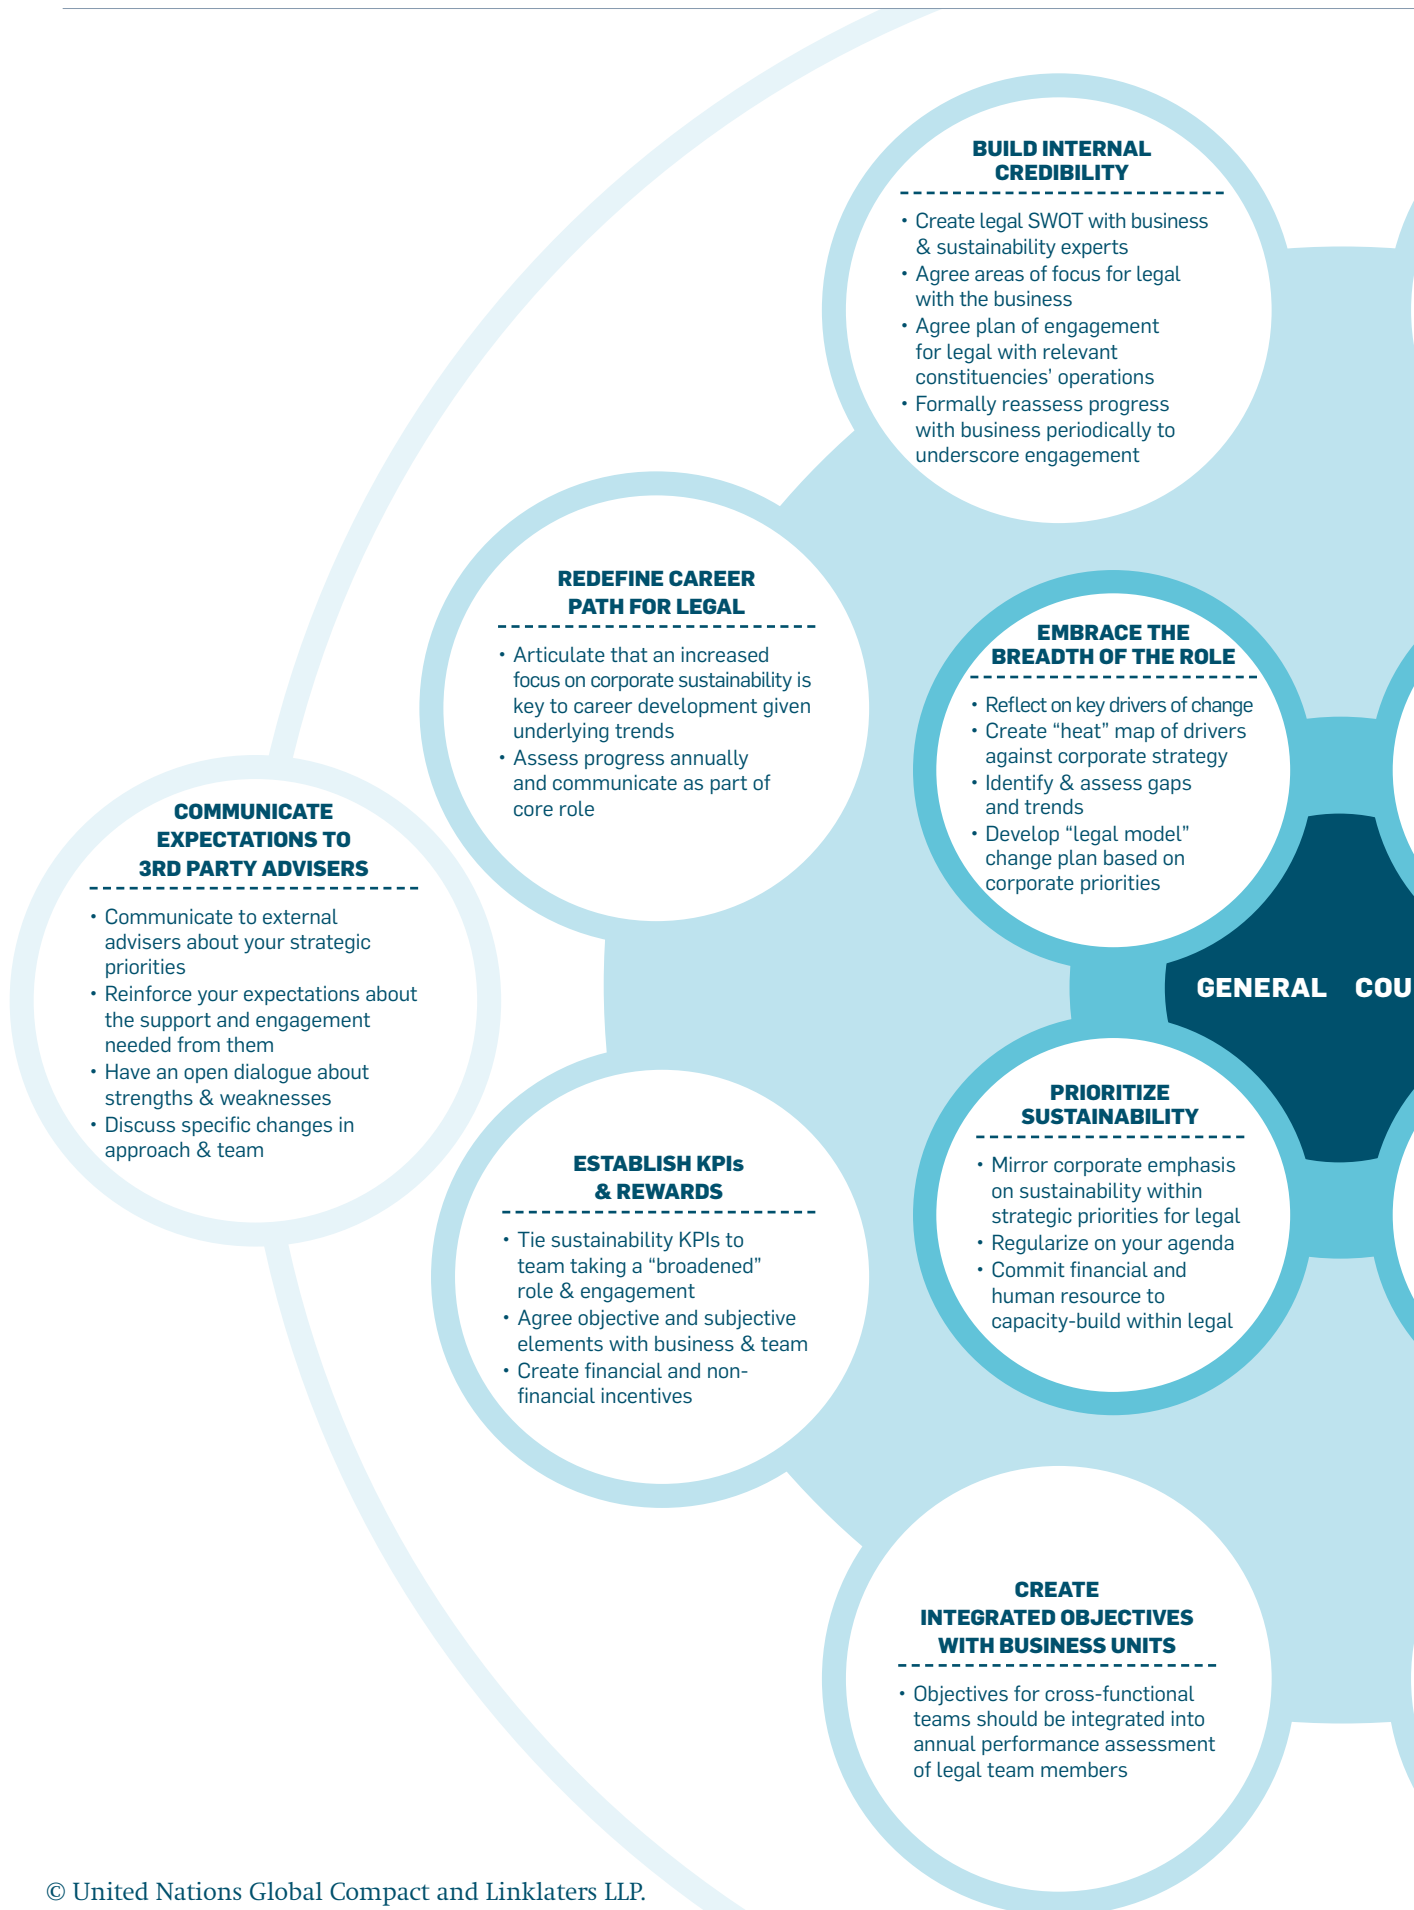 BUILD INTERNAL
CREDIBILITY
• Create legal SWOT with business
& sustainability experts
• Agree areas of focus for legal
with the business
• Agree plan of engagement
for legal with relevant
constituencies' operations
• Formally reassess progress
with business periodically to
underscore engagement
REDEFINE CAREER
PATH FOR LEGAL
• Articulate that an increased
focus on corporate sustainability is
key to career development given
underlying trends
• Assess progress annually
and communicate as part of
core role
EMBRACE THE
BREADTH OF THE ROLE
• Reflect on key drivers of change
• Create “heat” map of drivers
against corporate strategy
• Identify & assess gaps
and trends
• Develop “legal model”
change plan based on
corporate priorities
COMMUNICATE
EXPECTATIONS TO
3RD PARTY ADVISERS
• Communicate to external
advisers about your strategic
priorities
• Reinforce your expectations about
the support and engagement
needed from them
• Have an open dialogue about
strengths & weaknesses
• Discuss specific changes in
approach & team
GENERAL COU
PRIORITIZE
SUSTAINABILITY
• Mirror corporate emphasis
on sustainability within
strategic priorities for legal
• Regularize on your agenda
• Commit financial and
human resource to
capacity-build within legal
ESTABLISH KPIs
& REWARDS
• Tie sustainability KPIs to
team taking a “broadened”
role & engagement
• Agree objective and subjective
elements with business & team
• Create financial and non-
financial incentives
CREATE
INTEGRATED OBJECTIVES
WITH BUSINESS UNITS
• Objectives for cross-functional
teams should be integrated into
annual performance assessment
of legal team members
© United Nations Global Compact and Linklaters LLP.